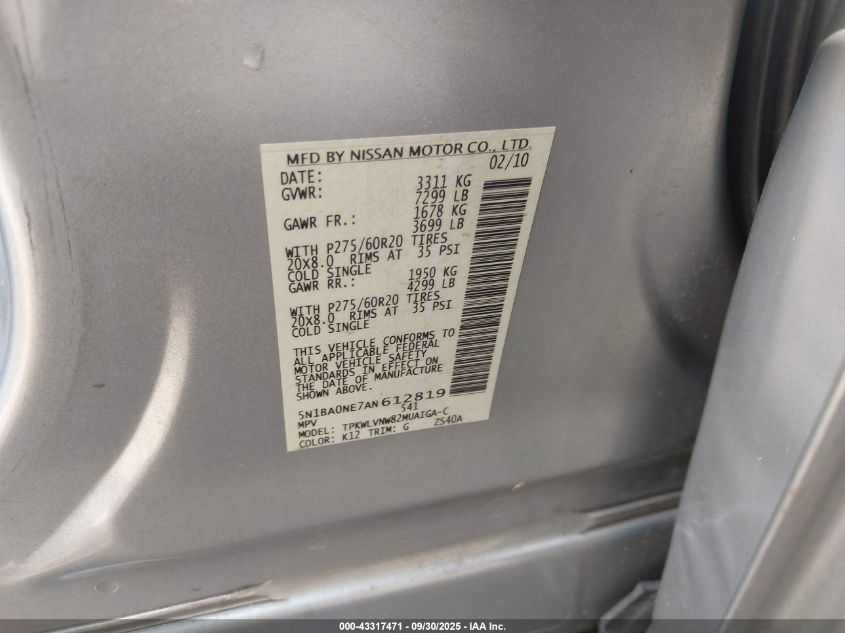 MFD BY NISSAN MOTOR CO., LTD.
DATE: 02/10
GVWR: 3311 KG
7299 LB
GAWR FR.: 1678 KG
3699 LB
WITH P275/60R20 TIRES
20X8.0 RIMS AT 35 PSI
COLD SINGLE
GAWR RR.: 1950 KG
4299 LB
WITH P275/60R20 TIRES
20X8.0 RIMS AT 35 PSI
COLD SINGLE
THIS VEHICLE CONFORMS TO
ALL APPLICABLE FEDERAL
MOTOR VEHICLE SAFETY
STANDARDS IN EFFECT ON
THE DATE OF MANUFACTURE
SHOWN ABOVE.
5N1BA0NE7AN612819
MPV 541
MODEL: TPKWLVNW82MUAIGA-C
COLOR: K12 TRIM: G ZS40A
000-43317471 - 09/30/2025 - IAA Inc.